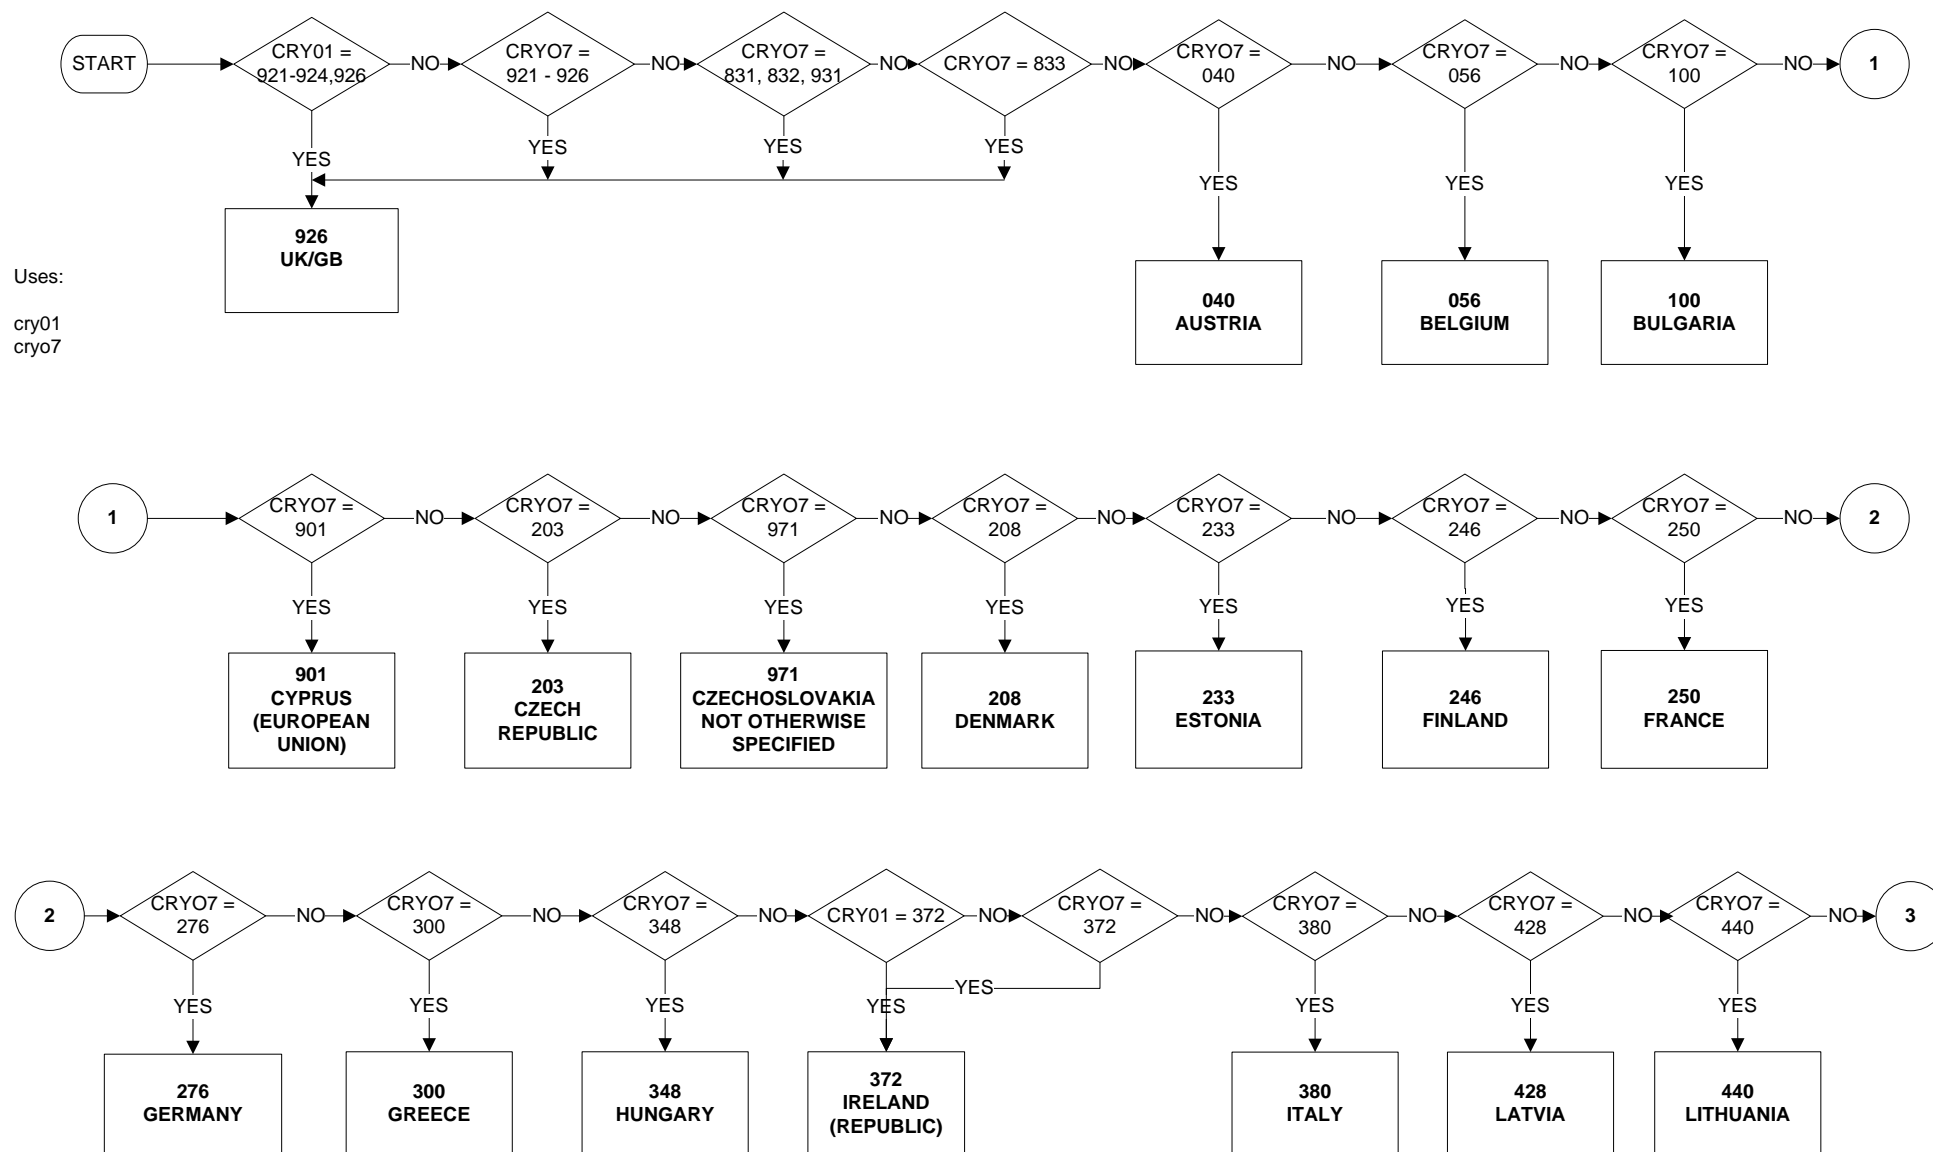 START
CRY01 =
921-924,926
NO
CRYO7 =
921 - 926
NO
CRYO7 =
831, 832, 931
NO
CRYO7 = 833
NO
CRYO7 =
040
NO
CRYO7 =
056
NO
CRYO7 =
100
NO
1
YES
YES
YES
YES
YES
YES
YES
926
UK/GB
040
AUSTRIA
056
BELGIUM
100
BULGARIA
Uses:
cry01
cryo7
1
CRYO7 =
901
NO
CRYO7 =
203
NO
CRYO7 =
971
NO
CRYO7 =
208
NO
CRYO7 =
233
NO
CRYO7 =
246
NO
CRYO7 =
250
NO
2
YES
YES
YES
YES
YES
YES
YES
901
CYPRUS
(EUROPEAN
UNION)
203
CZECH
REPUBLIC
971
CZECHOSLOVAKIA
NOT OTHERWISE
SPECIFIED
208
DENMARK
233
ESTONIA
246
FINLAND
250
FRANCE
2
CRYO7 =
276
NO
CRYO7 =
300
NO
CRYO7 =
348
NO
CRY01 = 372
NO
CRYO7 =
372
NO
CRYO7 =
380
NO
CRYO7 =
428
NO
CRYO7 =
440
NO
3
YES
YES
YES
YES
YES
YES
YES
YES
276
GERMANY
300
GREECE
348
HUNGARY
372
IRELAND
(REPUBLIC)
380
ITALY
428
LATVIA
440
LITHUANIA